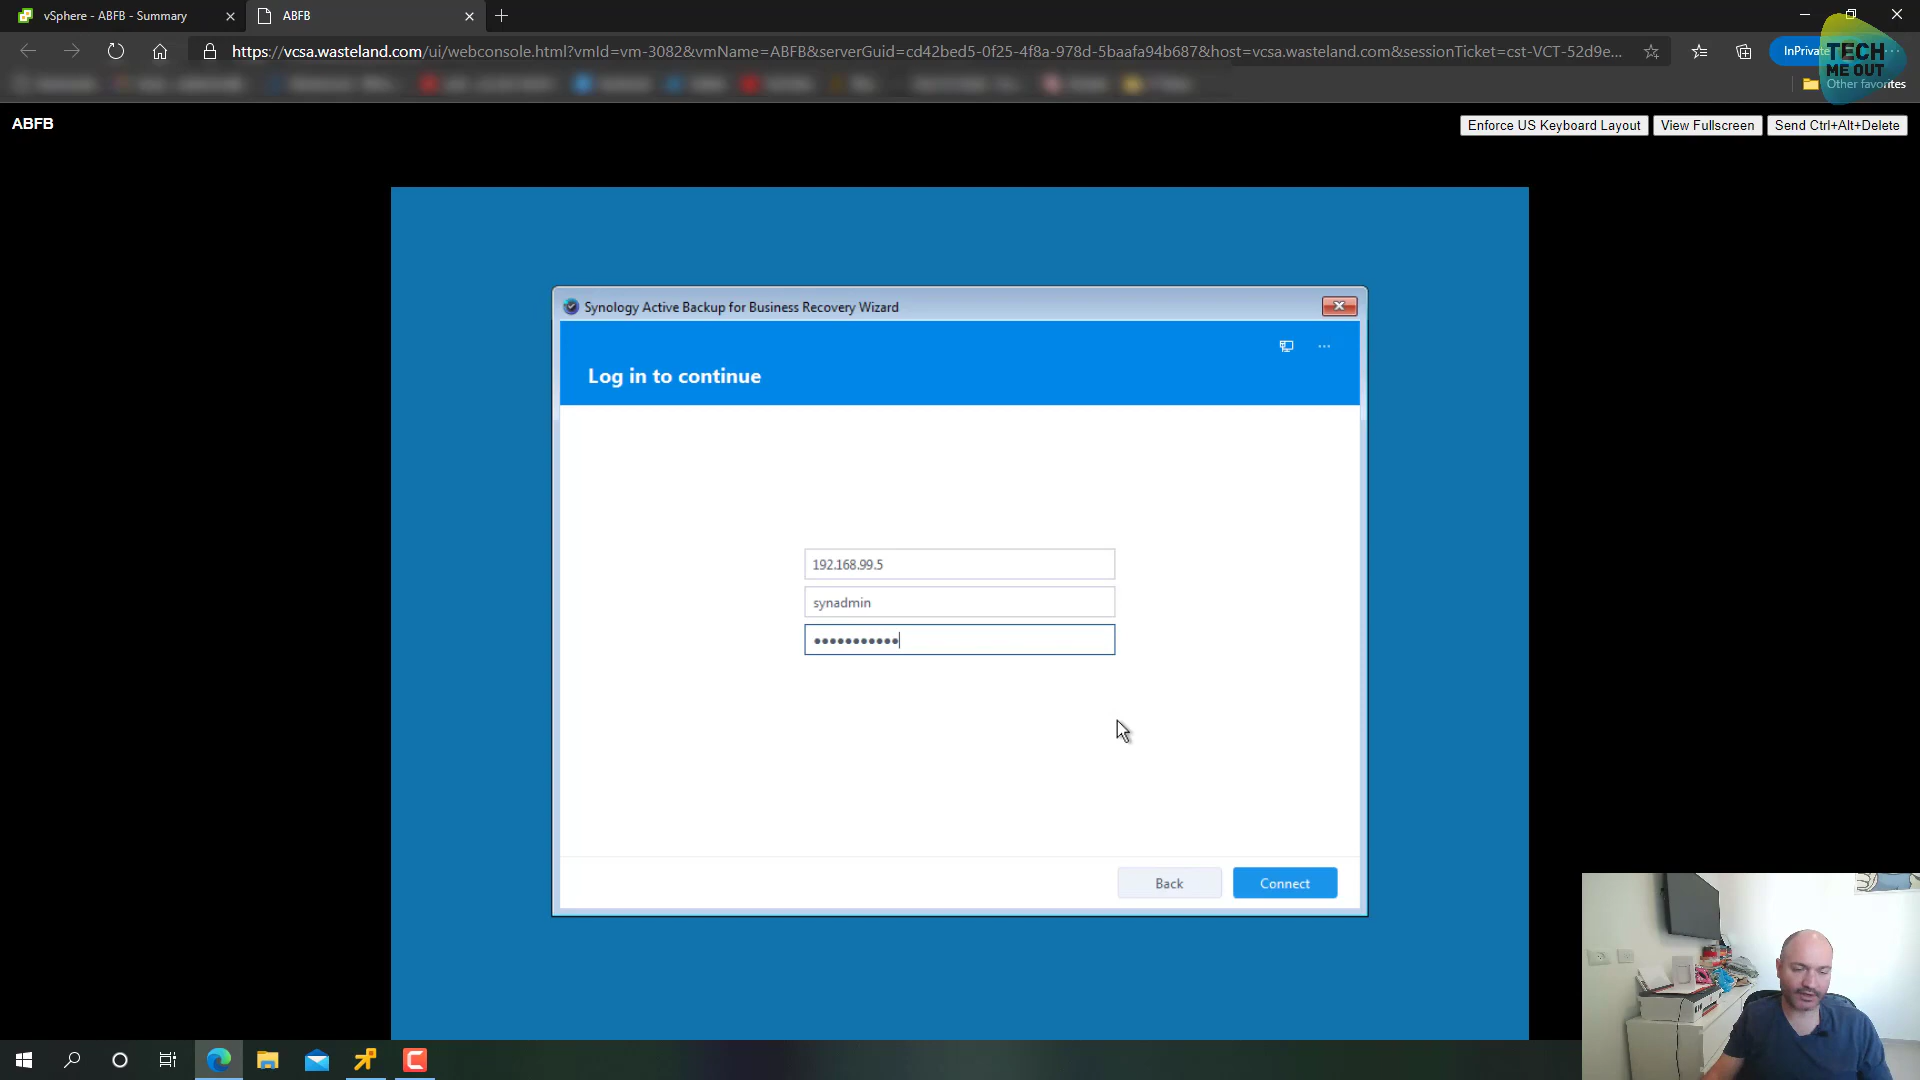 vSphere - ABFB - Summary
ABFB
https://vcsa.wasteland.com/ui/webconsole.html?vmId=vm-3082&vmName=ABFB&serverGuid=cd42bed5-0f25-4f8a-978d-5baafa94b687&host=vcsa.wasteland.com&sessionTicket=cst-VCT-52d9e...
InPrivate
TECH
ME OUT
Other favorites
ABFB
Enforce US Keyboard Layout
View Fullscreen
Send Ctrl+Alt+Delete
Synology Active Backup for Business Recovery Wizard
Log in to continue
192.168.99.5
synadmin
Back
Connect